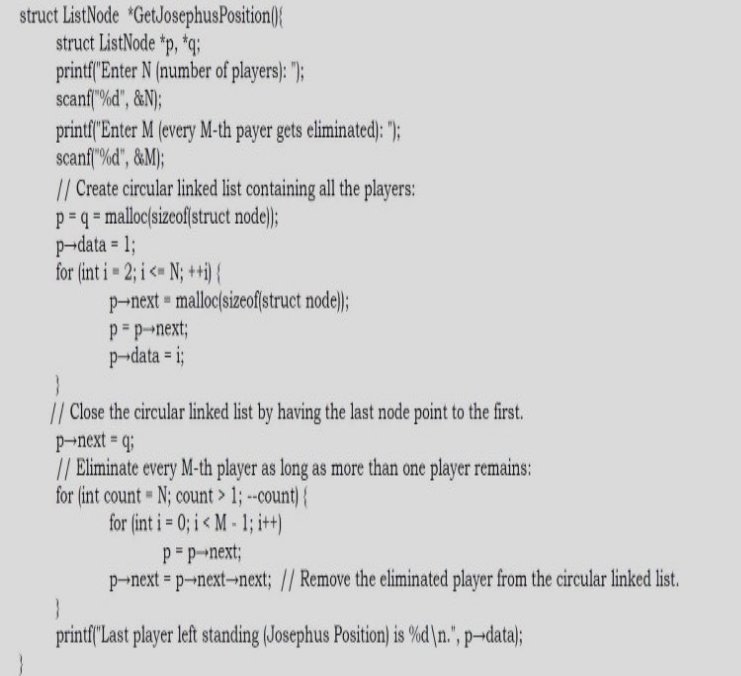 struct ListNode *GetJosephusPosition(){
struct ListNode *p, *q;
printf("Enter N (number of players): ");
scanf("%d", &N);
printf("Enter M (every M-th payer gets eliminated): ");
scanf("%d", &M);
// Create circular linked list containing all the players:
p = q = malloc(sizeof(struct node));
p→data = 1;
for (int i = 2; i <= N; ++i) {
p→next = malloc(sizeof(struct node));
p = p→next;
p→data = i;
}
// Close the circular linked list by having the last node point to the first.
p→next = q;
// Eliminate every M-th player as long as more than one player remains:
for (int count = N; count > 1; --count) {
for (int i = 0; i < M - 1; i++)
p = p→next;
p→next = p→next→next; // Remove the eliminated player from the circular linked list.
}
printf("Last player left standing (Josephus Position) is %d\n.", p→data);
}